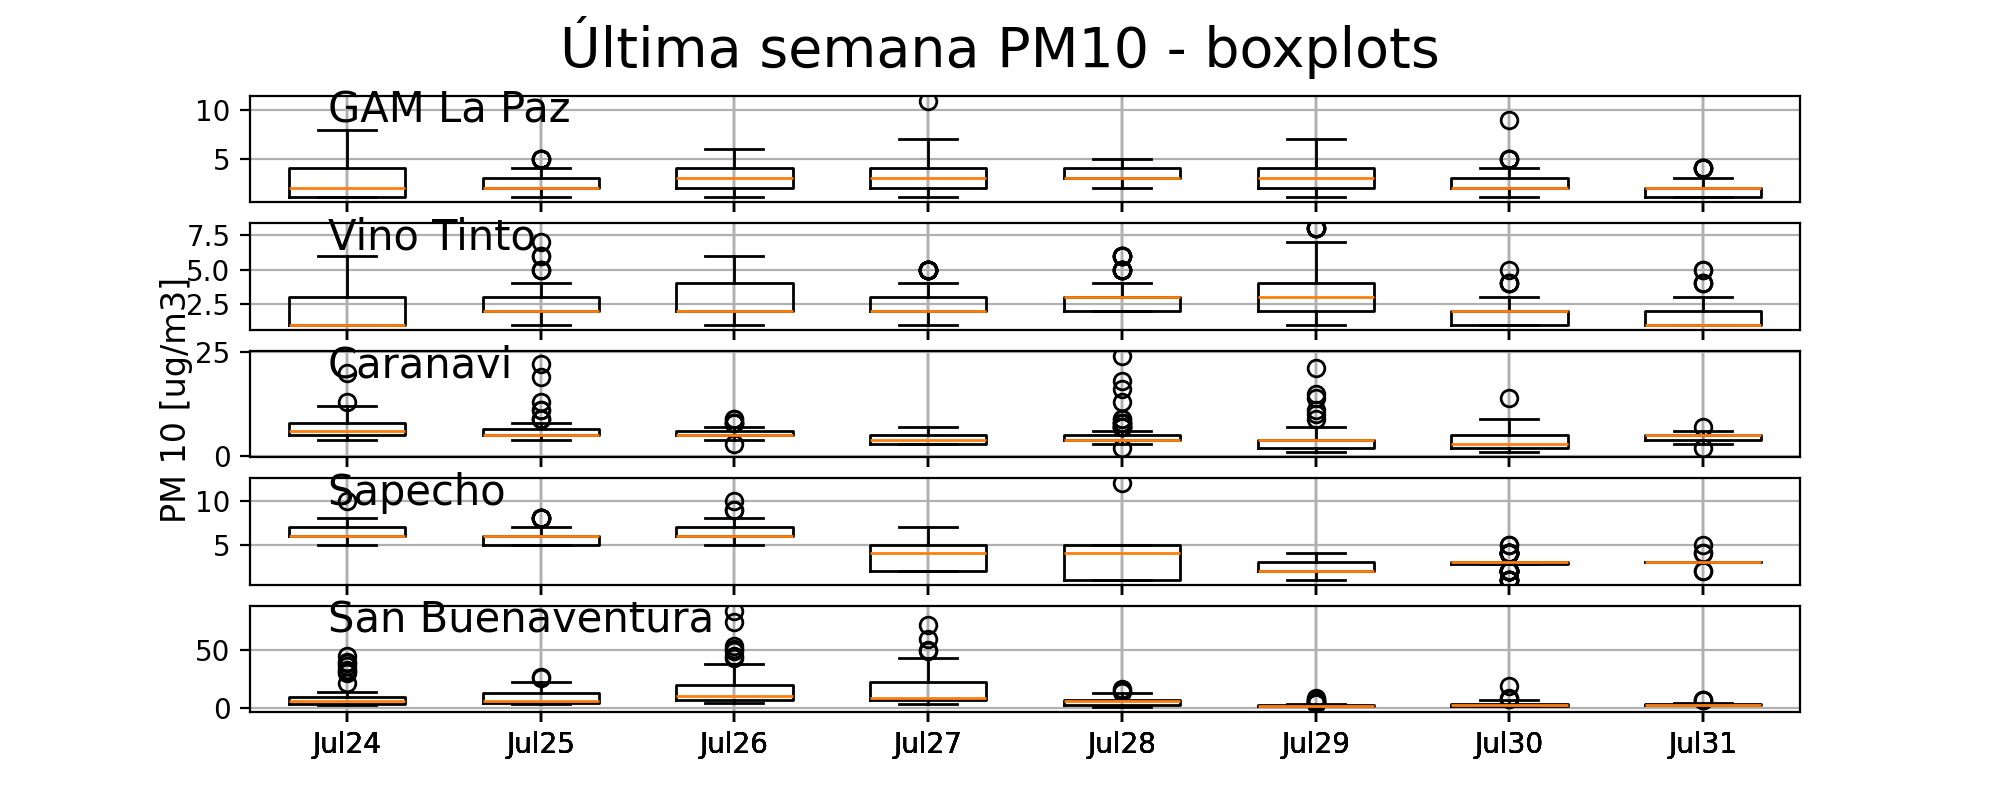 Última semana PM10 - boxplots
GAM La Paz
10
5
Vino Tinto
7.5
5.0
2.5
PM 10 [ug/m3]
Caranavi
25
0
Sapecho
10
5
San Buenaventura
50
0
Jul24 Jul25 Jul26 Jul27 Jul28 Jul29 Jul30 Jul31